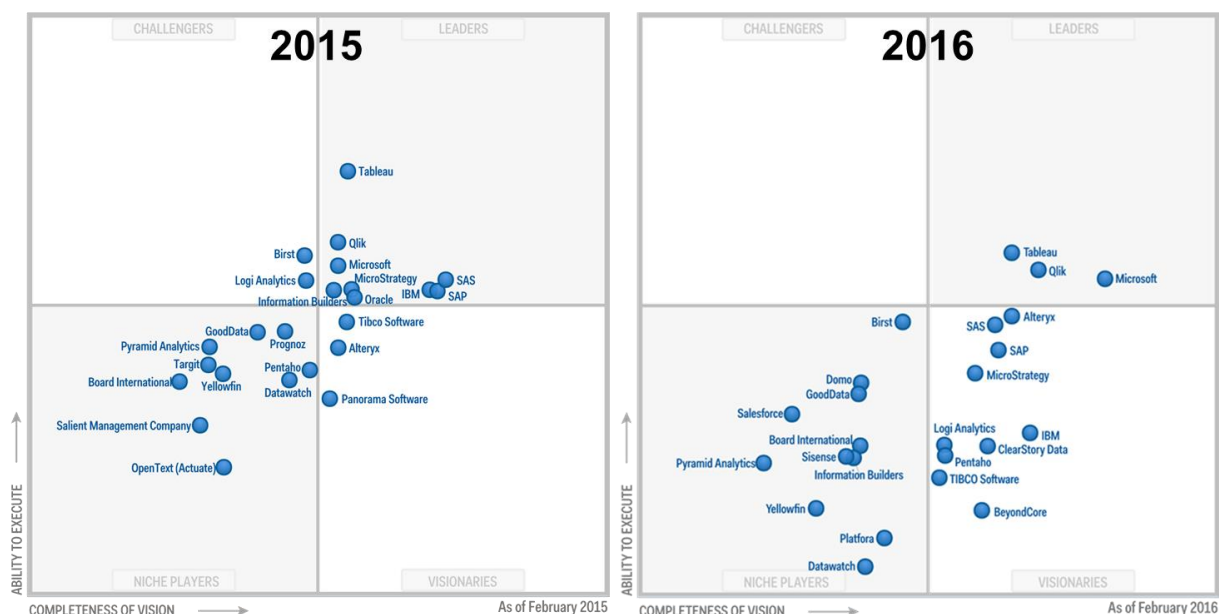 CHALLENGERS
LEADERS
2015
Tableau
Qlik
Birst
Microsoft
MicroStrategy
Logi Analytics
SAS
IBM
SAP
Information Builders
Oracle
Tibco Software
GoodData
Prognoz
Pyramid Analytics
Alteryx
Targit
Pentaho
Board International
Yellowfin
Datawatch
Panorama Software
Salient Management Company
OpenText (Actuate)
ABILITY TO EXECUTE
NICHE PLAYERS
VISIONARIES
COMPLETENESS OF VISION
As of February 2015
CHALLENGERS
LEADERS
2016
Tableau
Qlik
Microsoft
Birst
Alteryx
SAS
SAP
MicroStrategy
Domo
GoodData
Salesforce
Logi Analytics
IBM
Board International
ClearStory Data
Sisense
Pyramid Analytics
Pentaho
Information Builders
TIBCO Software
Yellowfin
BeyondCore
Platfora
Datawatch
ABILITY TO EXECUTE
NICHE PLAYERS
VISIONARIES
COMPLETENESS OF VISION
As of February 2016